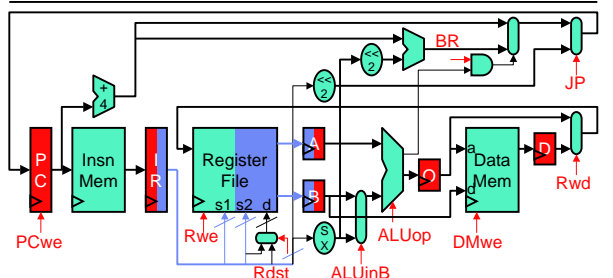 BR
<<
2
<<
2
JP
+
4
P
C
Insn
Mem
I
R
Register
File
s1 s2 d
A
B
O
a
d
Data
Mem
D
S
X
PCwe
Rwe
Rdst
ALUinB
ALUop
DMwe
Rwd